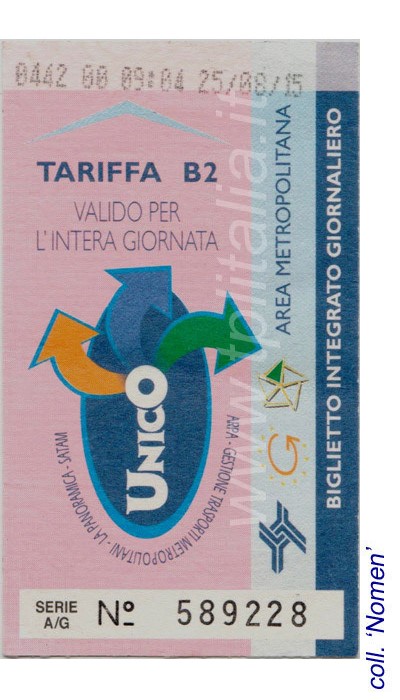 0442 00 09:04 25/08/15
TARIFFA B2
VALIDO PER
L'INTERA GIORNATA
UNICO
ARPA - GESTIONE TRASPORTI METROPOLITANI - LA PANORAMICA - SATAM
AREA METROPOLITANA
BIGLIETTO INTEGRATO GIORNALIERO
G
SERIE
A/G
Nº 589228
www.tplitalia.it
coll. 'Nomen'